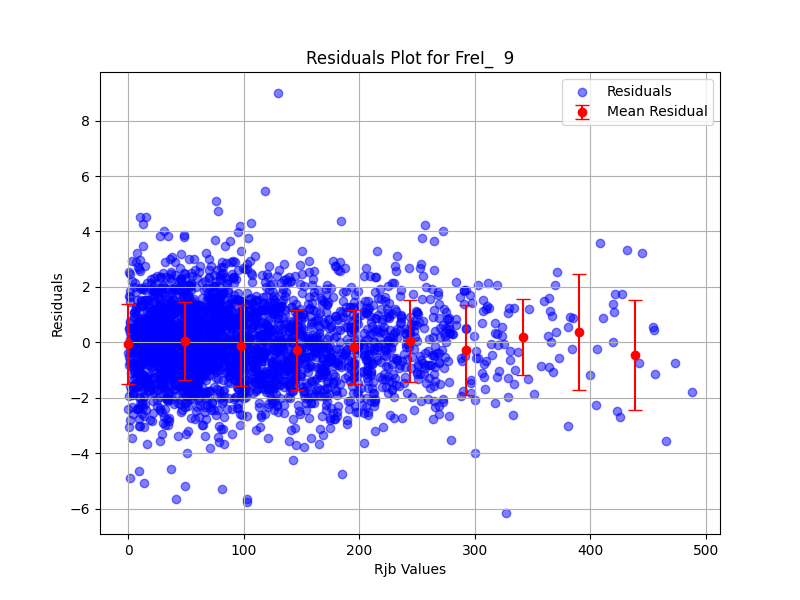 Residuals Plot for FreI_  9
Residuals
Mean Residual
8
6
4
2
0
−2
−4
−6
Residuals
0 100 200 300 400 500
Rjb Values